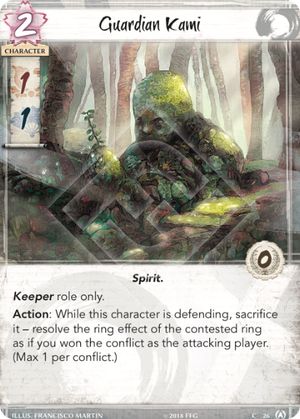 Guardian Kami
2
CHARACTER
1
1
0
Spirit.
Keeper role only.
Action: While this character is defending, sacrifice
it – resolve the ring effect of the contested ring
as if you won the conflict as the attacking player.
(Max 1 per conflict.)
ILLUS. FRANCISCO MARTIN
© 2018 FFG
C 26